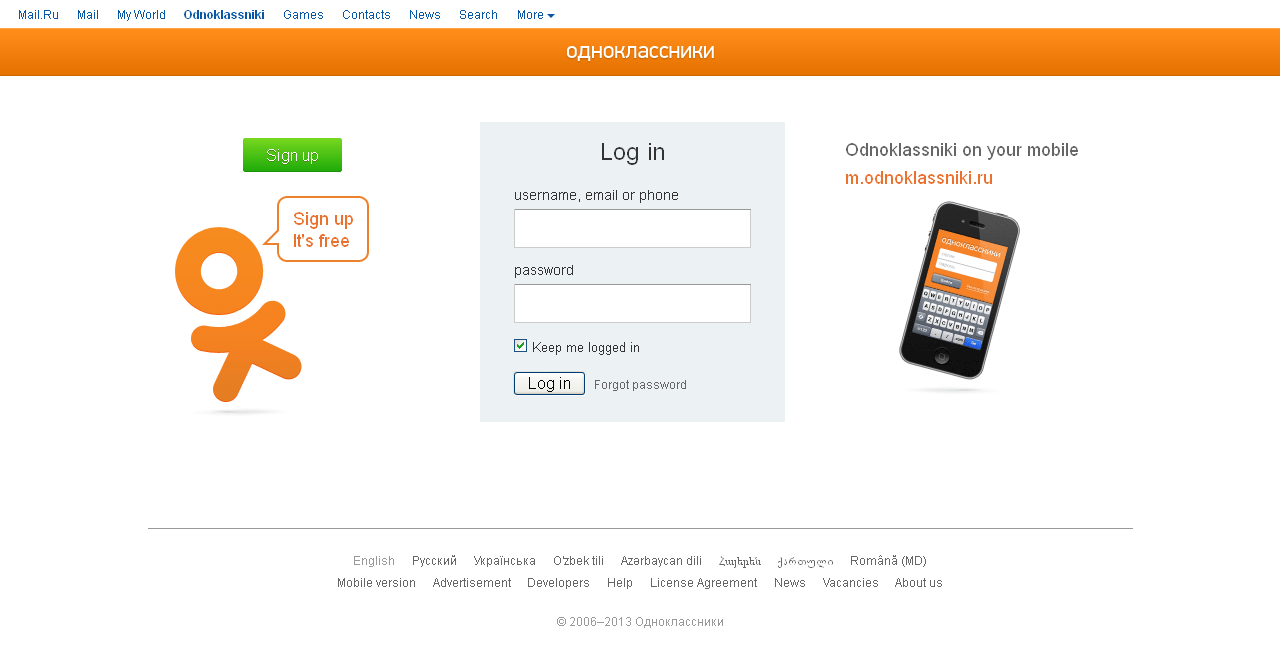 Mail.Ru Mail My World Odnoklassniki Games Contacts News Search More
одноклассники
Sign up
Sign up
It's free
Log in
username, email or phone
password
Keep me logged in
Log in Forgot password
Odnoklassniki on your mobile
m.odnoklassniki.ru
одноклассники
English Русский Українська O'zbek tili Azərbaycan dili Հայերեն ქართული Română (MD)
Mobile version Advertisement Developers Help License Agreement News Vacancies About us
© 2006–2013 Одноклассники